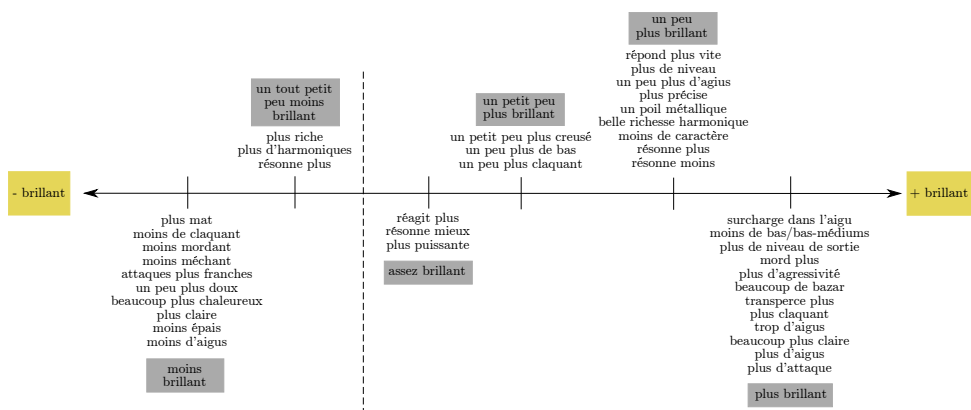 un peu
plus brillant
répond plus vite
plus de niveau
un peu plus d'agius
plus précise
un poil métallique
belle richesse harmonique
moins de caractère
résonne plus
résonne moins
un tout petit
peu moins
brillant
plus riche
plus d'harmoniques
résonne plus
un petit peu
plus brillant
un petit peu plus creusé
un peu plus de bas
un peu plus claquant
- brillant
+ brillant
plus mat
moins de claquant
moins mordant
moins méchant
attaques plus franches
un peu plus doux
beaucoup plus chaleureux
plus claire
moins épais
moins d'aigus
moins
brillant
réagit plus
résonne mieux
plus puissante
assez brillant
surcharge dans l'aigu
moins de bas/bas-médiums
plus de niveau de sortie
mord plus
plus d'agressivité
beaucoup de bazar
transperce plus
plus claquant
trop d'aigus
beaucoup plus claire
plus d'aigus
plus d'attaque
plus brillant